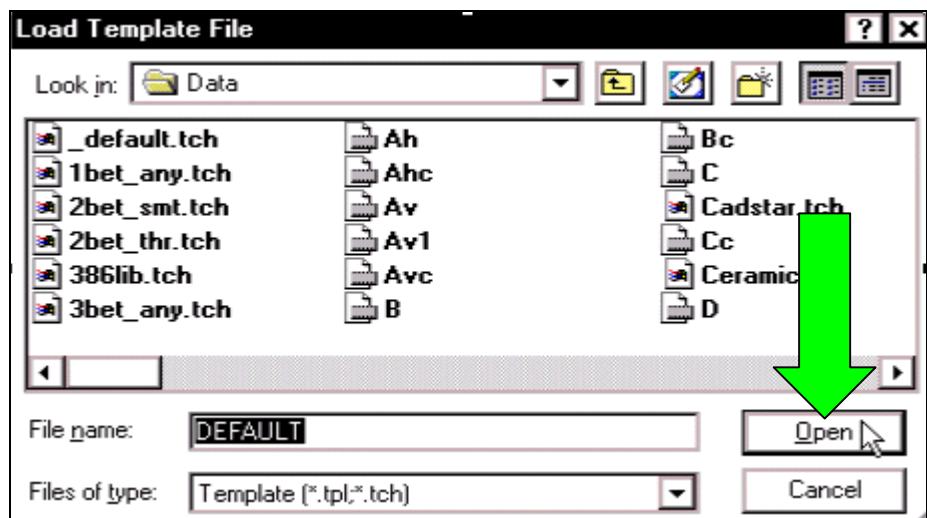 Load Template File
Look in: Data
_default.tch
1bet_any.tch
2bet_smt.tch
2bet_thr.tch
386lib.tch
3bet_any.tch
Ah
Ahc
Av
Av1
Avc
B
Bc
C
Cadstar.tch
Cc
Ceramic
D
File name: DEFAULT
Open
Files of type: Template (*.tpl;*.tch)
Cancel